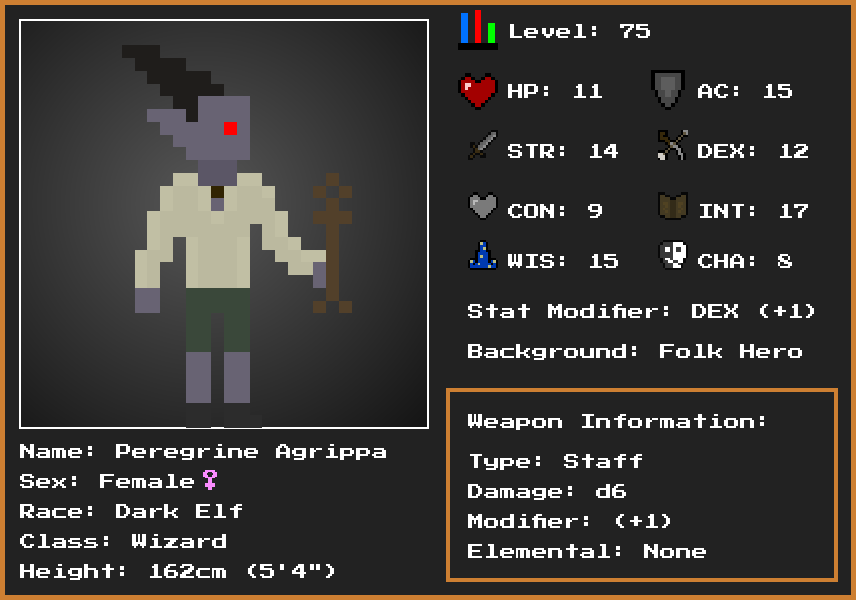 Level: 75
HP: 11
AC: 15
STR: 14
DEX: 12
CON: 9
INT: 17
WIS: 15
CHA: 8
Stat Modifier: DEX (+1)
Background: Folk Hero
Weapon Information:
Type: Staff
Damage: d6
Modifier: (+1)
Elemental: None
Name: Peregrine Agrippa
Sex: Female♀
Race: Dark Elf
Class: Wizard
Height: 162cm (5'4")